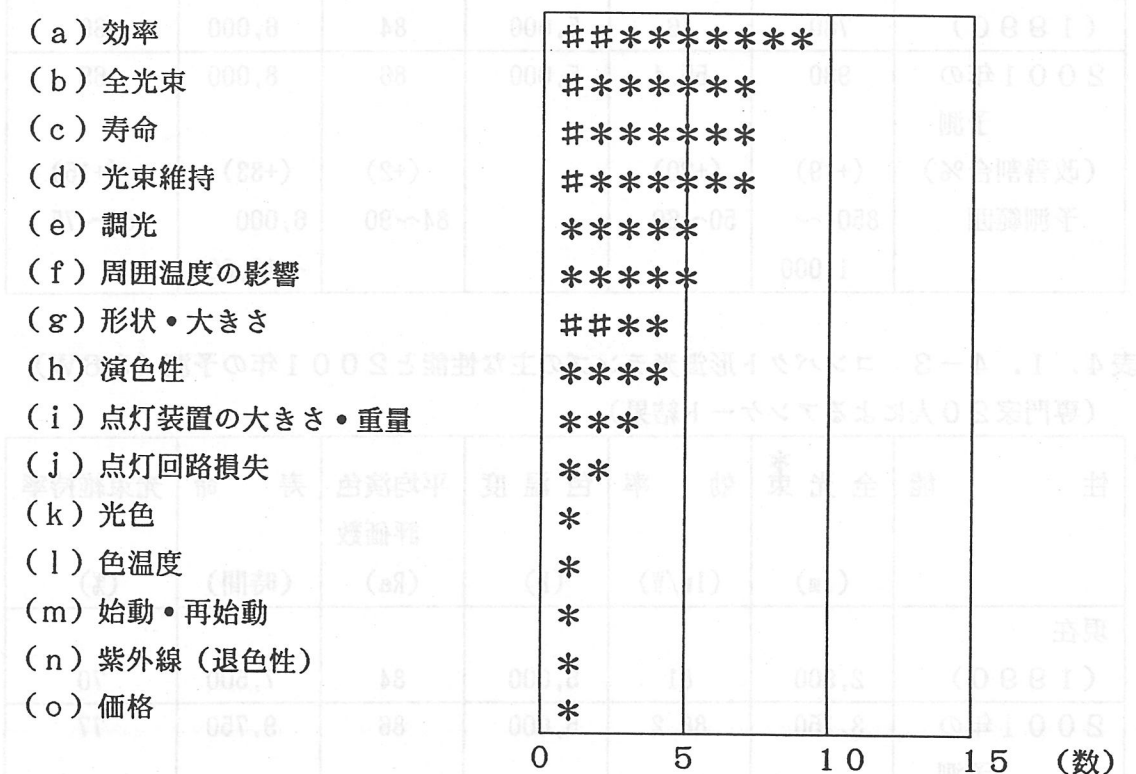 (a)効率 ##*******
(b)全光束 #******
(c)寿命 #******
(d)光束維持 #******
(e)調光 *****
(f)周囲温度の影響 *****
(g)形状・大きさ ##**
(h)演色性 ****
(i)点灯装置の大きさ・重量 ***
(j)点灯回路損失 **
(k)光色 *
(l)色温度 *
(m)始動・再始動 *
(n)紫外線(退色性) *
(o)価格 *
0 5 10 15 (数)